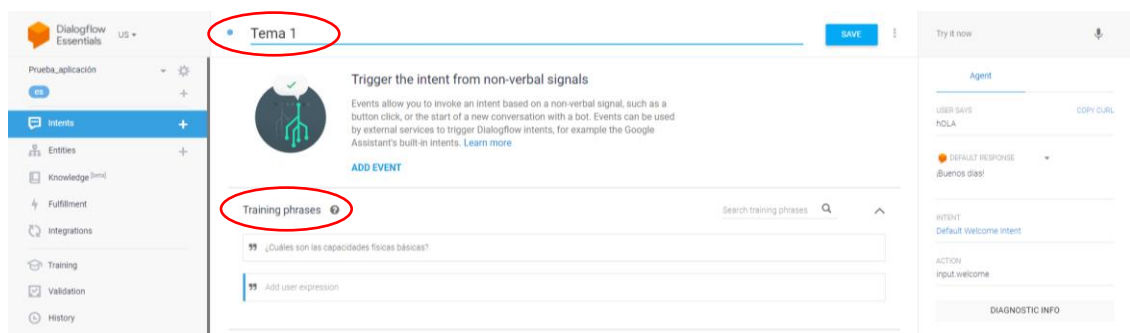 Dialogflow
Essentials
US
Prueba_aplicación
es
+
Intents
+
Entities
+
Knowledge [beta]
Fulfillment
Integrations
Training
Validation
History
Tema 1
SAVE
Trigger the intent from non-verbal signals
Events allow you to invoke an intent based on a non-verbal signal, such as a
button click, or the start of a new conversation with a bot. Events can be used
by external services to trigger Dialogflow intents, for example the Google
Assistant's built-in intents. Learn more
ADD EVENT
Training phrases ?
Search training phrases
¿Cuáles son las capacidades físicas básicas?
Add user expression
Try it now
Agent
USER SAYS COPY CURL
hOLA
DEFAULT RESPONSE
¡Buenos días!
INTENT
Default Welcome Intent
ACTION
input.welcome
DIAGNOSTIC INFO